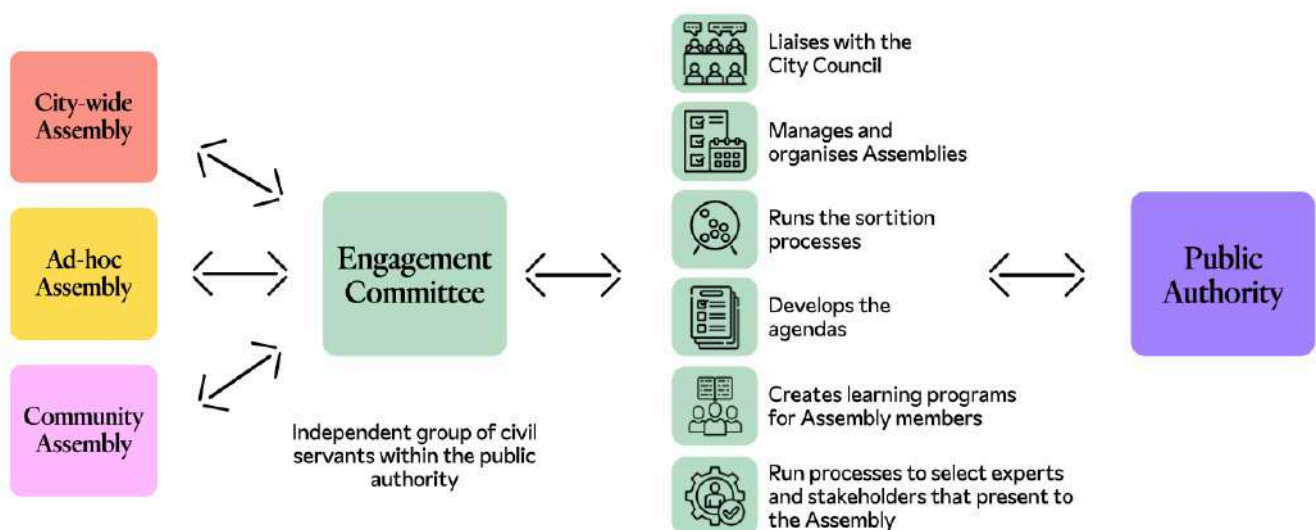 City-wide
Assembly
Ad-hoc
Assembly
Community
Assembly
Engagement
Committee
Independent group of civil
servants within the public
authority
Liaises with the
City Council
Manages and
organises Assemblies
Runs the sortition
processes
Develops the
agendas
Creates learning programs
for Assembly members
Run processes to select experts
and stakeholders that present to
the Assembly
Public
Authority